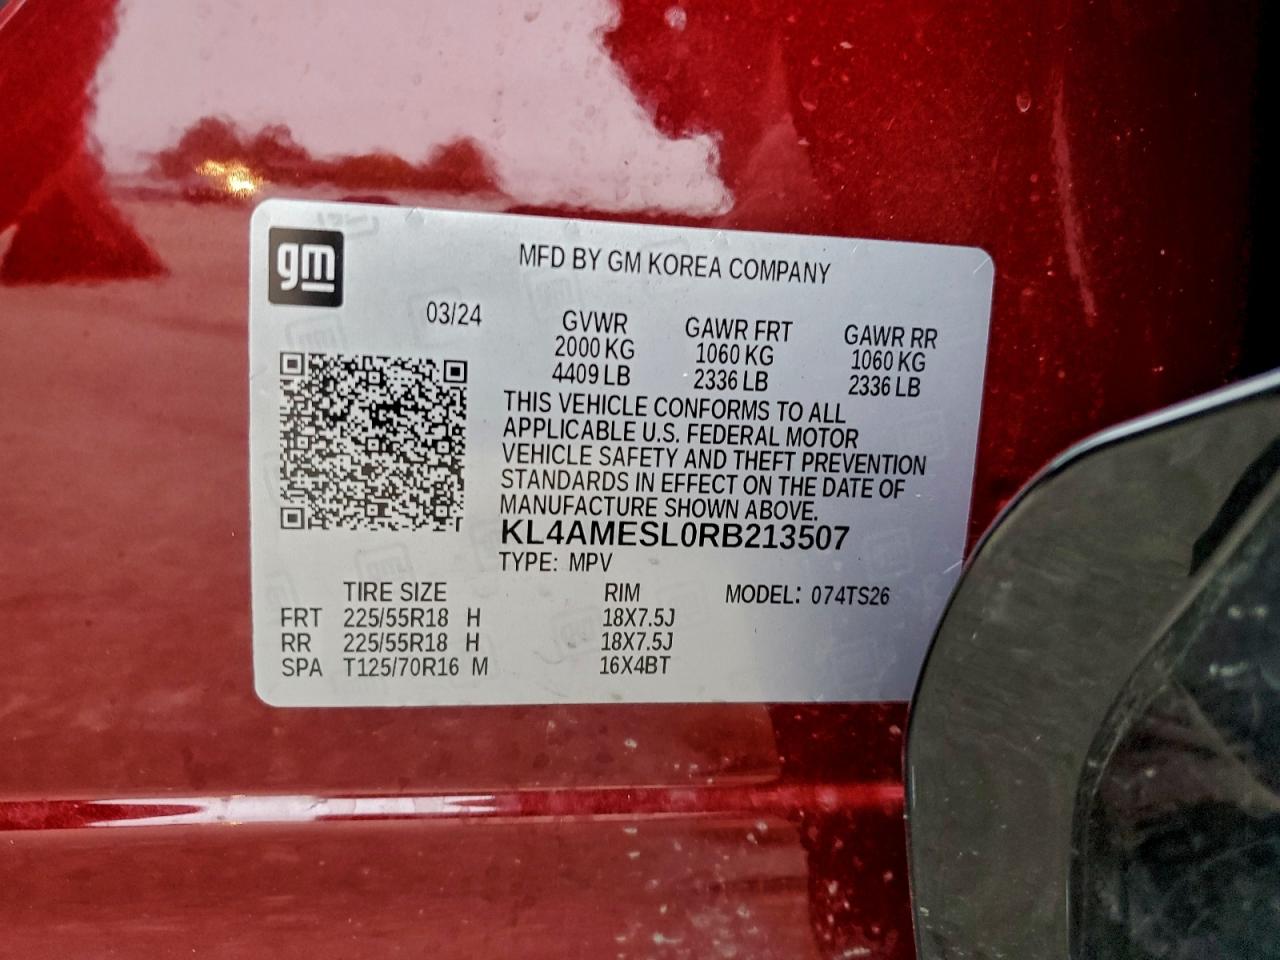 gm
MFD BY GM KOREA COMPANY
03/24
GVWR GAWR FRT GAWR RR
2000 KG 1060 KG 1060 KG
4409 LB 2336 LB 2336 LB
THIS VEHICLE CONFORMS TO ALL
APPLICABLE U.S. FEDERAL MOTOR
VEHICLE SAFETY AND THEFT PREVENTION
STANDARDS IN EFFECT ON THE DATE OF
MANUFACTURE SHOWN ABOVE.
KL4AMESL0RB213507
TYPE: MPV
TIRE SIZE RIM MODEL: 074TS26
FRT 225/55R18 H 18X7.5J
RR 225/55R18 H 18X7.5J
SPA T125/70R16 M 16X4BT